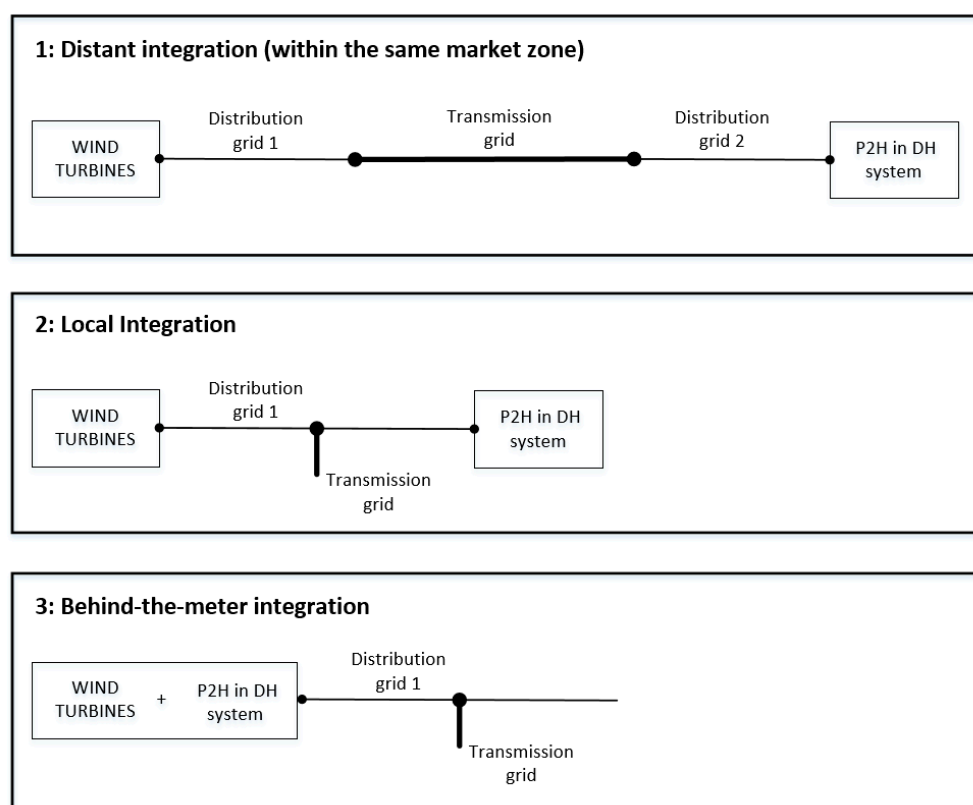 1: Distant integration (within the same market zone)
Distribution
grid 1
Transmission
grid
Distribution
grid 2
WIND
TURBINES
P2H in DH
system
2: Local Integration
Distribution
grid 1
WIND
TURBINES
P2H in DH
system
Transmission
grid
3: Behind-the-meter integration
Distribution
grid 1
WIND
TURBINES
+
P2H in DH
system
Transmission
grid